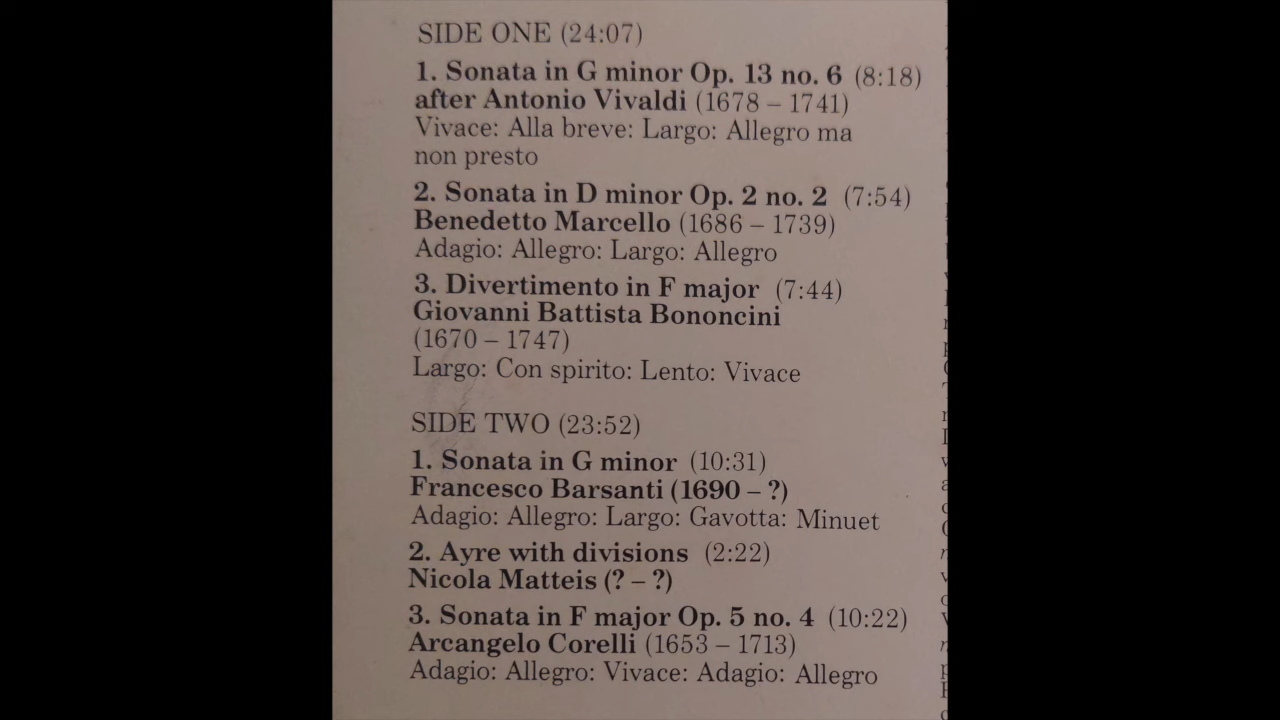 SIDE ONE (24:07)
1. Sonata in G minor Op. 13 no. 6 (8:18)
after Antonio Vivaldi (1678 – 1741)
Vivace: Alla breve: Largo: Allegro ma
non presto
2. Sonata in D minor Op. 2 no. 2 (7:54)
Benedetto Marcello (1686 – 1739)
Adagio: Allegro: Largo: Allegro
3. Divertimento in F major (7:44)
Giovanni Battista Bononcini
(1670 – 1747)
Largo: Con spirito: Lento: Vivace
SIDE TWO (23:52)
1. Sonata in G minor (10:31)
Francesco Barsanti (1690 – ?)
Adagio: Allegro: Largo: Gavotta: Minuet
2. Ayre with divisions (2:22)
Nicola Matteis (? – ?)
3. Sonata in F major Op. 5 no. 4 (10:22)
Arcangelo Corelli (1653 – 1713)
Adagio: Allegro: Vivace: Adagio: Allegro